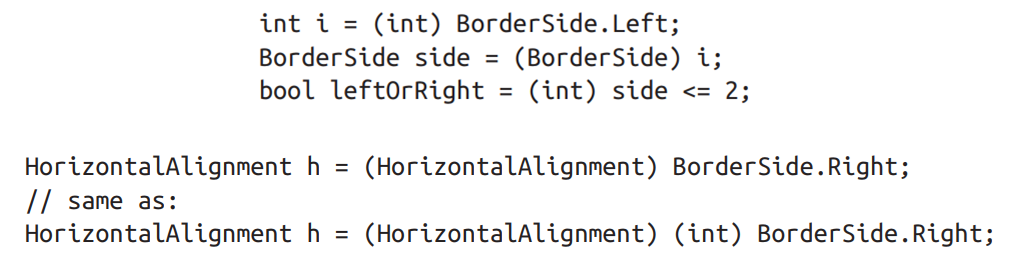 int i = (int) BorderSide.Left;
BorderSide side = (BorderSide) i;
bool leftOrRight = (int) side <= 2;
HorizontalAlignment h = (HorizontalAlignment) BorderSide.Right;
// same as:
HorizontalAlignment h = (HorizontalAlignment) (int) BorderSide.Right;